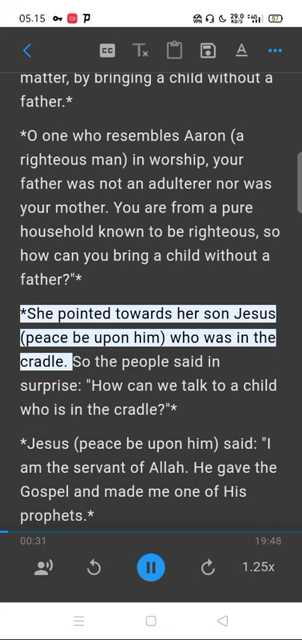 05.15
29.0 KB/S
87
CC
matter, by bringing a child without a
father.*
*O one who resembles Aaron (a
righteous man) in worship, your
father was not an adulterer nor was
your mother. You are from a pure
household known to be righteous, so
how can you bring a child without a
father?"*
*She pointed towards her son Jesus
(peace be upon him) who was in the
cradle. So the people said in
surprise: "How can we talk to a child
who is in the cradle?"*
*Jesus (peace be upon him) said: "I
am the servant of Allah. He gave the
Gospel and made me one of His
prophets.*
00:31
19:48
1.25x